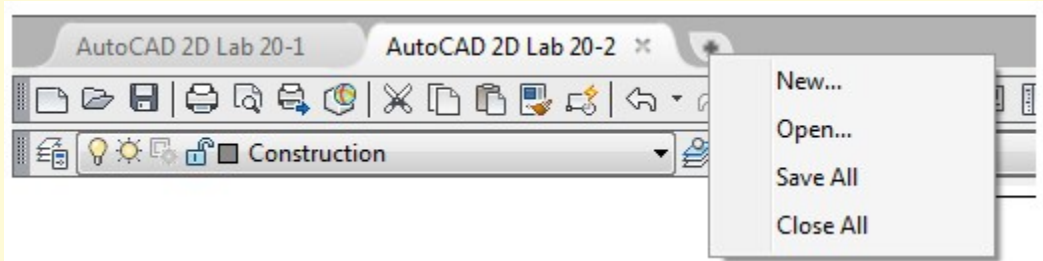 AutoCAD 2D Lab 20-1
AutoCAD 2D Lab 20-2
New...
Open...
Save All
Close All
Construction